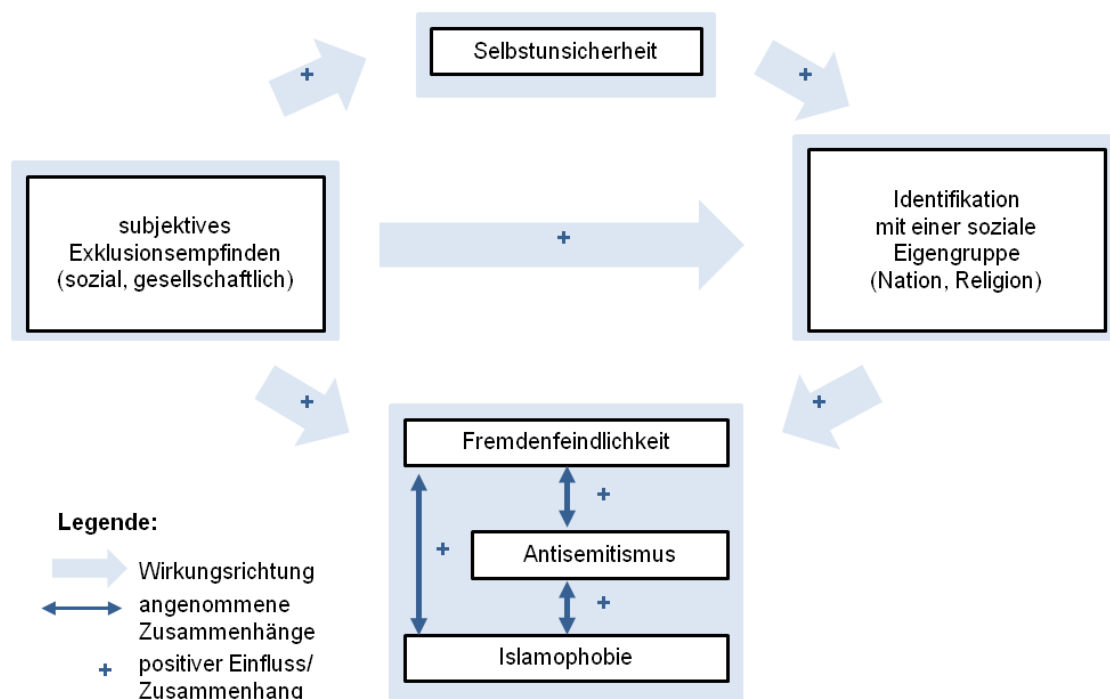 Selbstunsicherheit
+
+
subjektives
Exklusionsempfinden
(sozial, gesellschaftlich)
+
Identifikation
mit einer soziale
Eigengruppe
(Nation, Religion)
+
+
Fremdenfeindlichkeit
+
+
Antisemitismus
+
Islamophobie
Legende:
Wirkungsrichtung
angenommene
Zusammenhänge
+ positiver Einfluss/
Zusammenhang